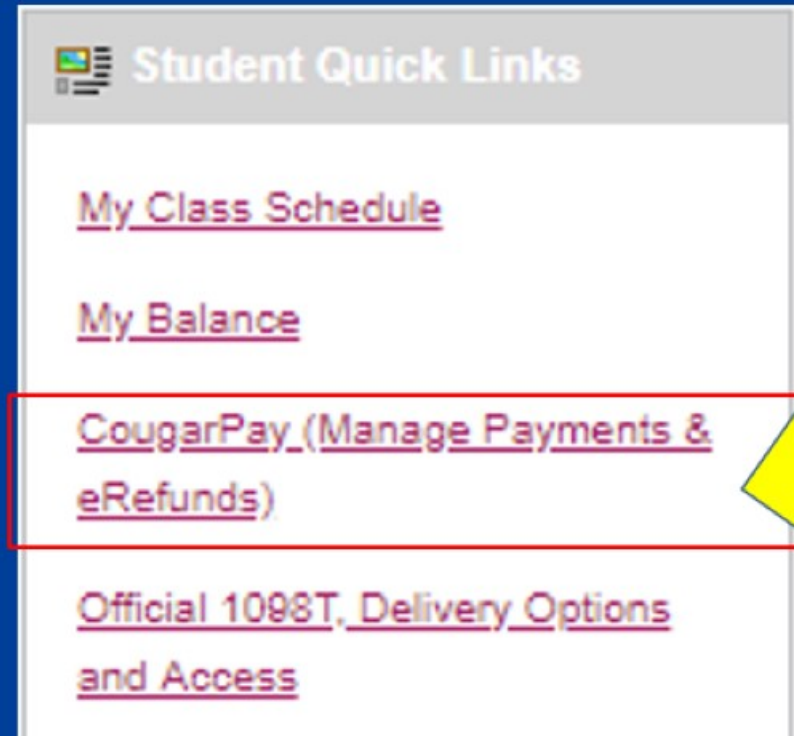 Student Quick Links
My Class Schedule
My Balance
CougarPay (Manage Payments &
eRefunds)
Official 1098T, Delivery Options
and Access